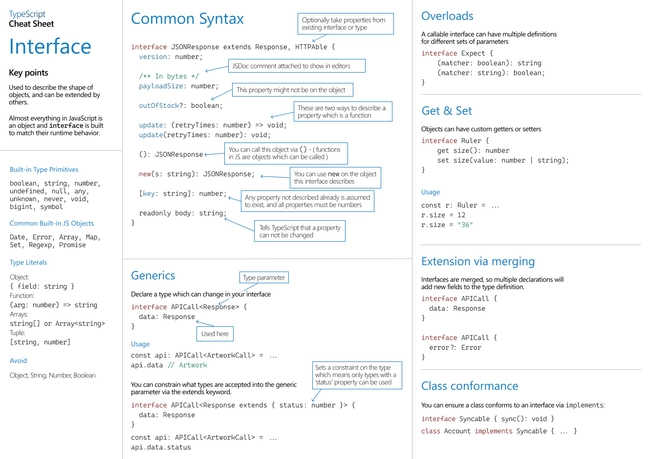 TypeScript
Cheat Sheet
Interface
Key points
Used to describe the shape of
objects, and can be extended by
others.
Almost everything in JavaScript is
an object and interface is built
to match their runtime behavior.
Built-in Type Primitives
boolean, string, number,
undefined, null, any,
unknown, never, void,
bigint, symbol
Common Built-in JS Objects
Date, Error, Array, Map,
Set, Regexp, Promise
Type Literals
Object:
{ field: string }
Function:
(arg: number) => string
Arrays:
string[] or Array<string>
Tuple:
[string, number]
Avoid
Object, String, Number, Boolean
Common Syntax
Optionally take properties from
existing interface or type
interface JSONResponse extends Response, HTTPAble {
version: number;
JSDoc comment attached to show in editors
/** In bytes */
payloadSize: number;
This property might not be on the object
outOfStock?: boolean;
These are two ways to describe a
property which is a function
update: (retryTimes: number) => void;
update(retryTimes: number): void;
(): JSONResponse
You can call this object via () - ( functions
in JS are objects which can be called )
new(s: string): JSONResponse;
You can use new on the object
this interface describes
[key: string]: number;
Any property not described already is assumed
to exist, and all properties must be numbers
readonly body: string;
}
Tells TypeScript that a property
can not be changed
Generics
Type parameter
Declare a type which can change in your interface
interface APICall<Response> {
data: Response
}
Used here
Usage
const api: APICall<ArtworkCall> = ...
api.data // Artwork
Sets a constraint on the type
which means only types with a
'status' property can be used
You can constrain what types are accepted into the generic
parameter via the extends keyword.
interface APICall<Response extends { status: number }> {
data: Response
}
const api: APICall<ArtworkCall> = ...
api.data.status
Overloads
A callable interface can have multiple definitions
for different sets of parameters
interface Expect {
(matcher: boolean): string
(matcher: string): boolean;
}
Get & Set
Objects can have custom getters or setters
interface Ruler {
get size(): number
set size(value: number | string);
}
Usage
const r: Ruler = ...
r.size = 12
r.size = "36"
Extension via merging
Interfaces are merged, so multiple declarations will
add new fields to the type definition.
interface APICall {
data: Response
}
interface APICall {
error?: Error
}
Class conformance
You can ensure a class conforms to an interface via implements:
interface Syncable { sync(): void }
class Account implements Syncable { ... }